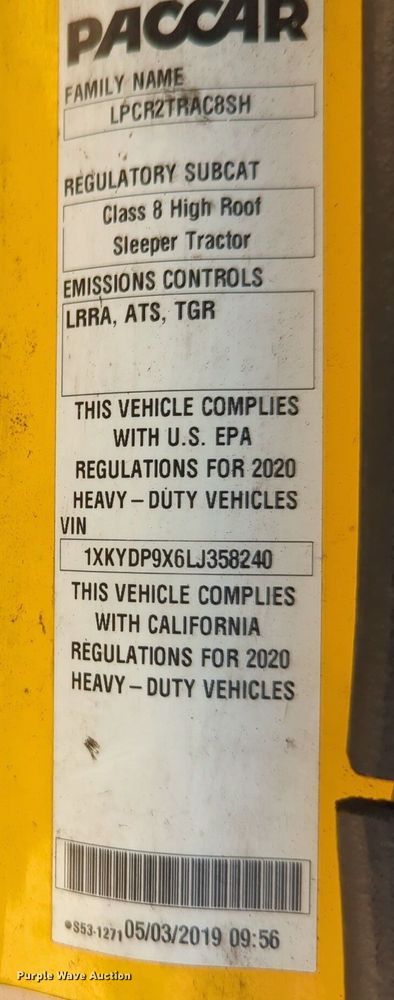 PACCAR
FAMILY NAME
LPCR2TRAC8SH
REGULATORY SUBCAT
Class 8 High Roof
Sleeper Tractor
EMISSIONS CONTROLS
LRRA, ATS, TGR
THIS VEHICLE COMPLIES
WITH U.S. EPA
REGULATIONS FOR 2020
HEAVY-DUTY VEHICLES
VIN
1XKYDP9X6LJ358240
THIS VEHICLE COMPLIES
WITH CALIFORNIA
REGULATIONS FOR 2020
HEAVY-DUTY VEHICLES
•S53-1271 05/03/2019 09:56
Purple Wave Auction